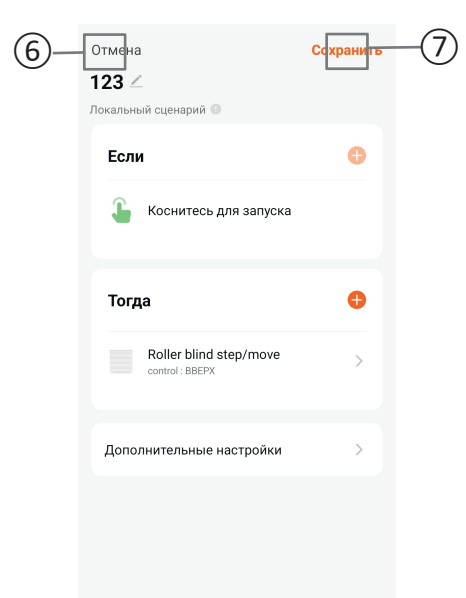 6 Отмена Сохранить 7
123
Локальный сценарий
Если
Коснитесь для запуска
Тогда
Roller blind step/move
control : ВВЕРХ
Дополнительные настройки